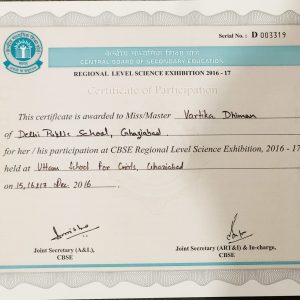 Serial No. : D 003319
केन्द्रीय माध्यमिक शिक्षा बोर्ड
CENTRAL BOARD OF SECONDARY EDUCATION
REGIONAL LEVEL SCIENCE EXHIBITION 2016 - 17
Certificate of Participation
This certificate is awarded to Miss/Master Vartika Dhiman
of Delhi Public School, Ghaziabad.
for her / his participation at CBSE Regional Level Science Exhibition, 2016 - 17
held at Uttam School For Girls, Ghaziabad
on 15,16&17 Dec. 2016.
Joint Secretary (A&L),
CBSE
Joint Secretary (ART&I) & In-charge,
CBSE